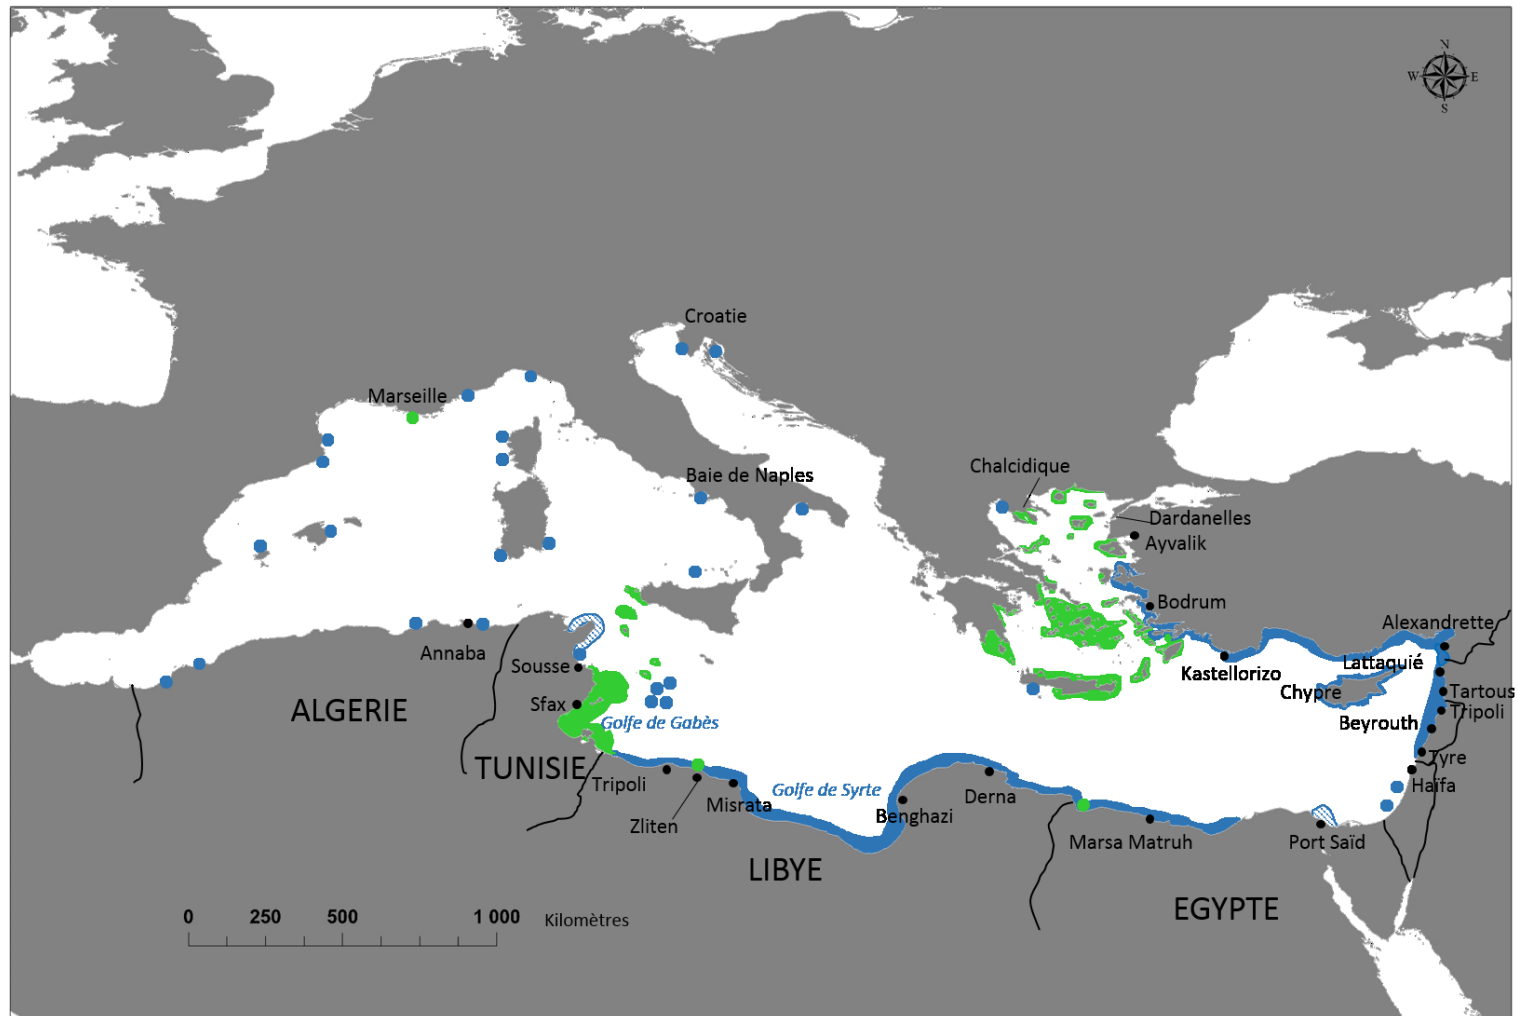 N
W E
S
Croatie
Marseille
Chalcidique
Baie de Naples
Dardanelles
Ayvalik
Bodrum
Alexandrette
Annaba
Sousse
Lattaquié
Kastellorizo
Chypre
Tartous
Sfax
ALGERIE
Tripoli
Golfe de Gabès
Beyrouth
Tyre
TUNISIE
Tripoli
Haïfa
Golfe de Syrte
Misrata
Derna
Benghazi
Zliten
Marsa Matruh
Port Saïd
LIBYE
EGYPTE
0 250 500 1 000 Kilomètres